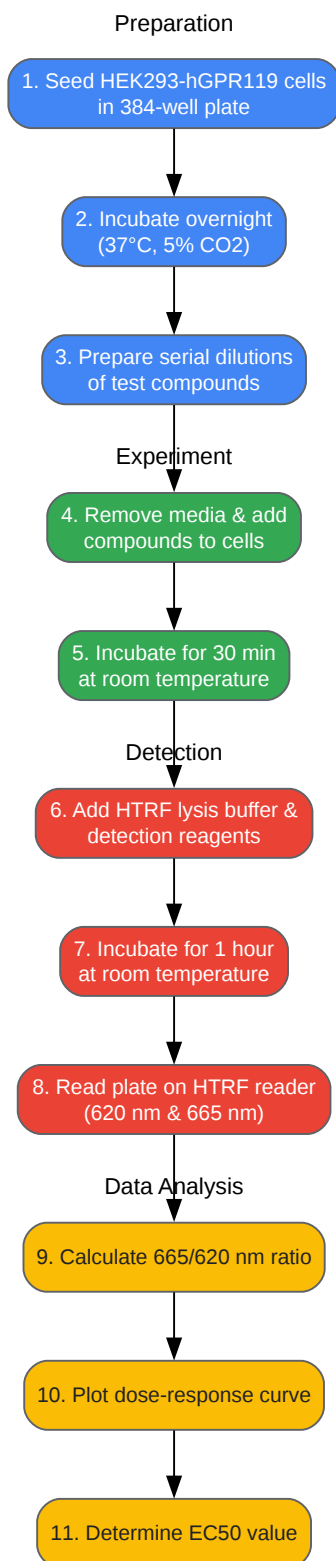 Preparation
1. Seed HEK293-hGPR119 cells
in 384-well plate
2. Incubate overnight
(37°C, 5% CO2)
3. Prepare serial dilutions
of test compounds
Experiment
4. Remove media & add
compounds to cells
5. Incubate for 30 min
at room temperature
Detection
6. Add HTRF lysis buffer &
detection reagents
7. Incubate for 1 hour
at room temperature
8. Read plate on HTRF reader
(620 nm & 665 nm)
Data Analysis
9. Calculate 665/620 nm ratio
10. Plot dose-response curve
11. Determine EC50 value